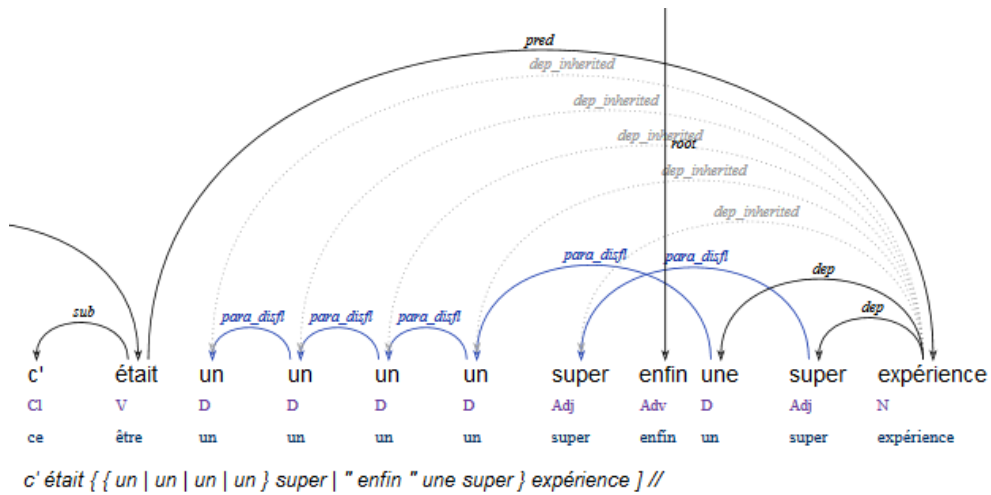 pred
dep_inherited
dep_inherited
dep_inherited
root
dep_inherited
dep_inherited
para_disfl para_disfl
dep
dep
sub para_disfl para_disfl para_disfl
c' était un un un un super enfin une super expérience
Cl V D D D D Adj Adv D Adj N
ce être un un un un super enfin un super expérience
c' était { { un | un | un | un } super | " enfin " une super } expérience ] //